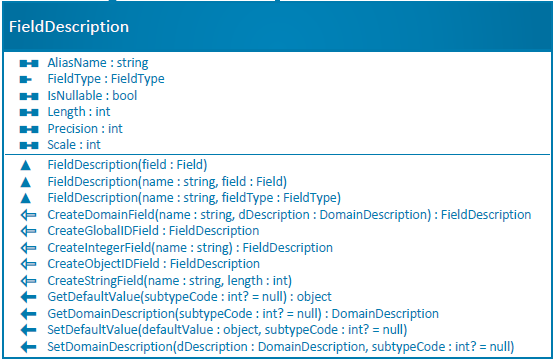 FieldDescription
AliasName : string
FieldType : FieldType
IsNullable : bool
Length : int
Precision : int
Scale : int
FieldDescription(field : Field)
FieldDescription(name : string, field : Field)
FieldDescription(name : string, fieldType : FieldType)
CreateDomainField(name : string, dDescription : DomainDescription) : FieldDescription
CreateGlobalIDField : FieldDescription
CreateIntegerField(name : string) : FieldDescription
CreateObjectIDField : FieldDescription
CreateStringField(name : string, length : int)
GetDefaultValue(subtypeCode : int? = null) : object
GetDomainDescription(subtypeCode : int? = null) : DomainDescription
SetDefaultValue(defaultValue : object, subtypeCode : int? = null)
SetDomainDescription(dDescription : DomainDescription, subtypeCode : int? = null)